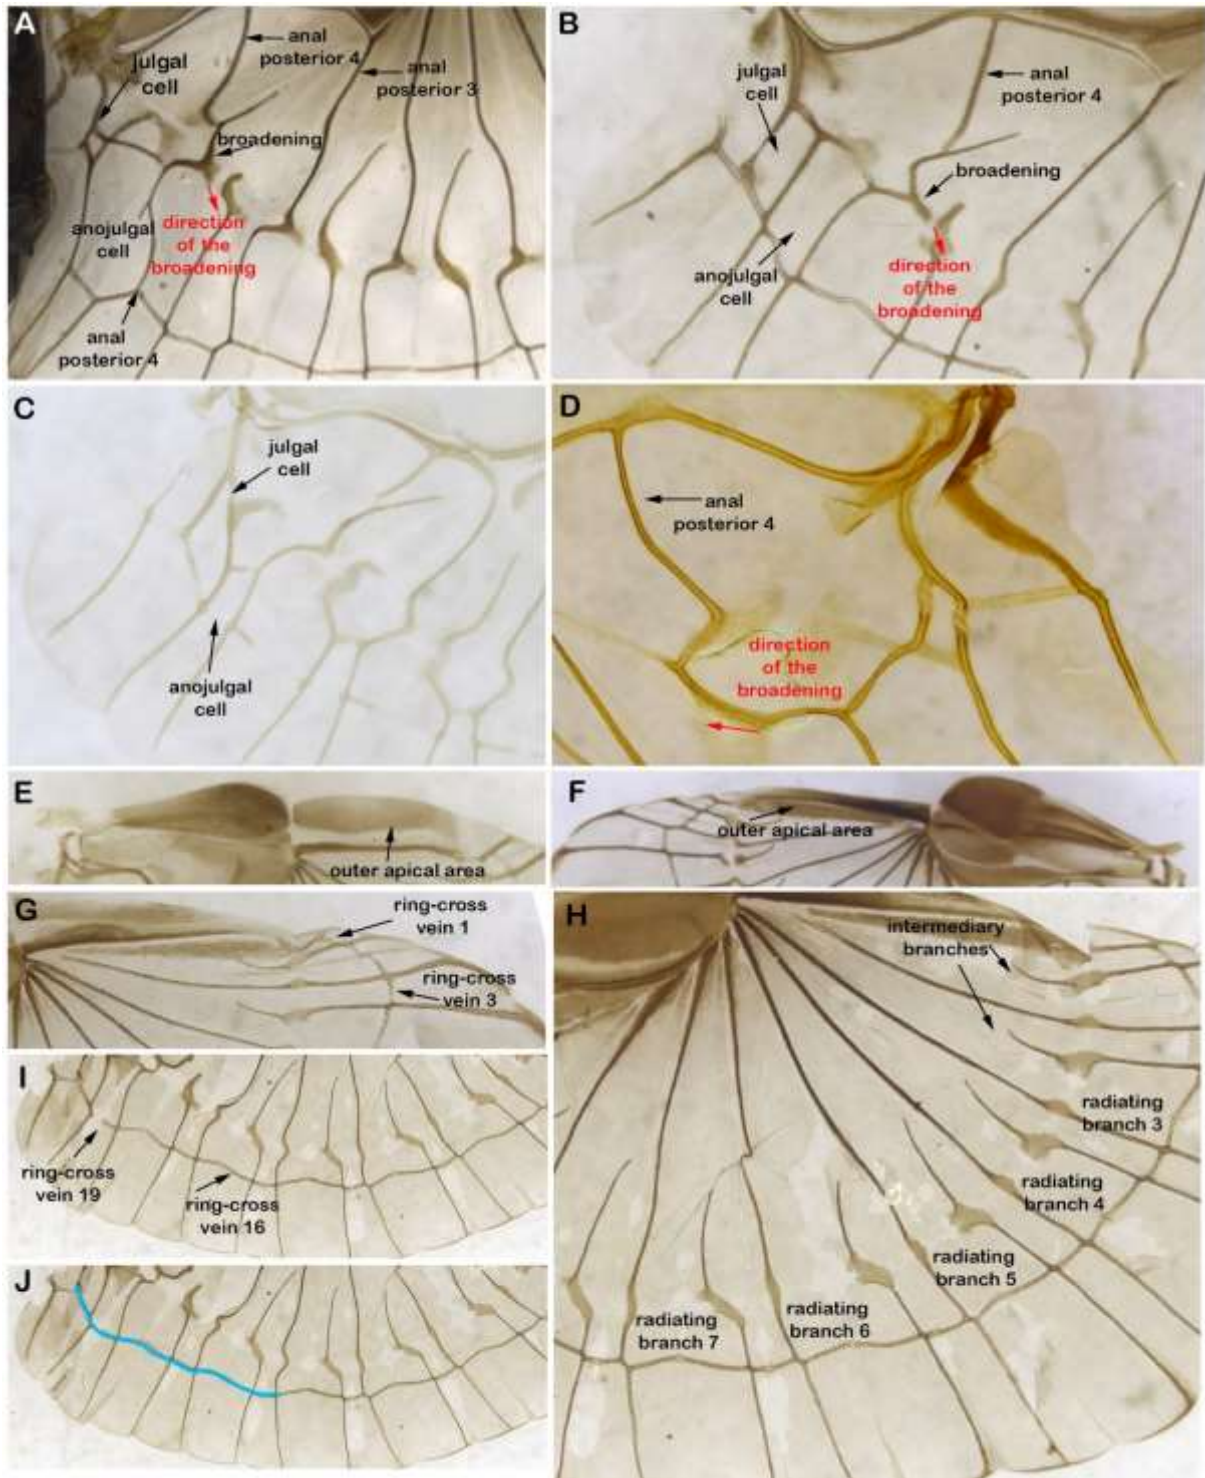 A
anal
posterior 4
julgal
cell
anal
posterior 3
broadening
anojulgal
cell
direction
of the
broadening
anal
posterior 4
B
julgal
cell
anal
posterior 4
broadening
anojulgal
cell
direction
of the
broadening
C
julgal
cell
anojulgal
cell
D
anal
posterior 4
direction
of the
broadening
E
outer apical area
F
outer apical area
G
ring-cross
vein 1
ring-cross
vein 3
H
intermediary
branches
radiating
branch 3
radiating
branch 4
radiating
branch 5
radiating
branch 6
radiating
branch 7
I
ring-cross
vein 19
ring-cross
vein 16
J